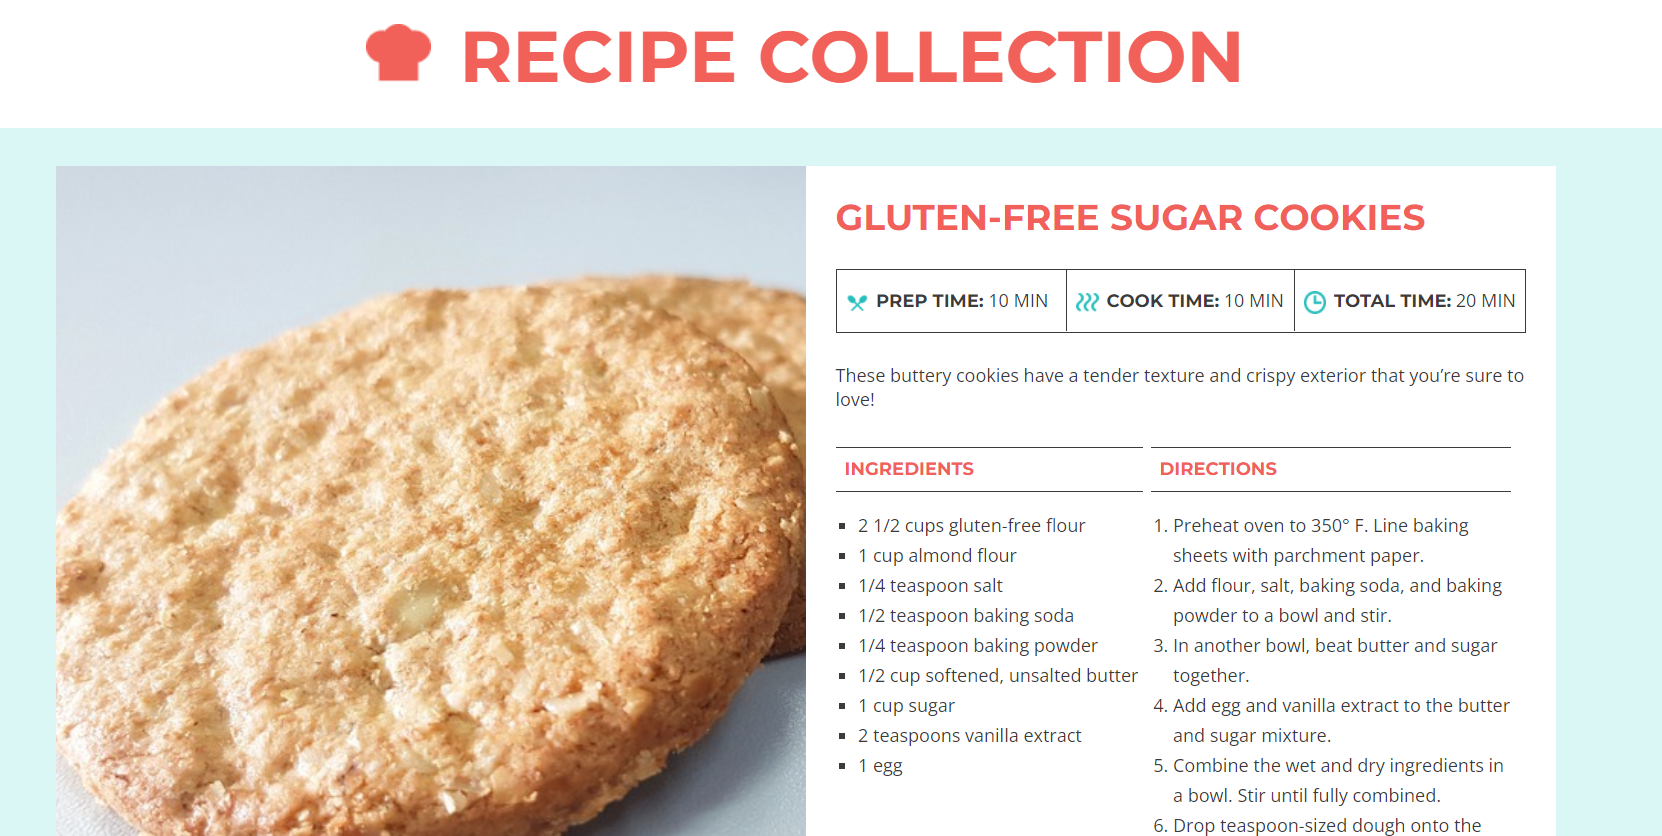 RECIPE COLLECTION
GLUTEN-FREE SUGAR COOKIES
PREP TIME: 10 MIN
COOK TIME: 10 MIN
TOTAL TIME: 20 MIN
These buttery cookies have a tender texture and crispy exterior that you’re sure to
love!
INGREDIENTS
2 1/2 cups gluten-free flour
1 cup almond flour
1/4 teaspoon salt
1/2 teaspoon baking soda
1/4 teaspoon baking powder
1/2 cup softened, unsalted butter
1 cup sugar
2 teaspoons vanilla extract
1 egg
DIRECTIONS
1. Preheat oven to 350° F. Line baking
sheets with parchment paper.
2. Add flour, salt, baking soda, and baking
powder to a bowl and stir.
3. In another bowl, beat butter and sugar
together.
4. Add egg and vanilla extract to the butter
and sugar mixture.
5. Combine the wet and dry ingredients in
a bowl. Stir until fully combined.
6. Drop teaspoon-sized dough onto the